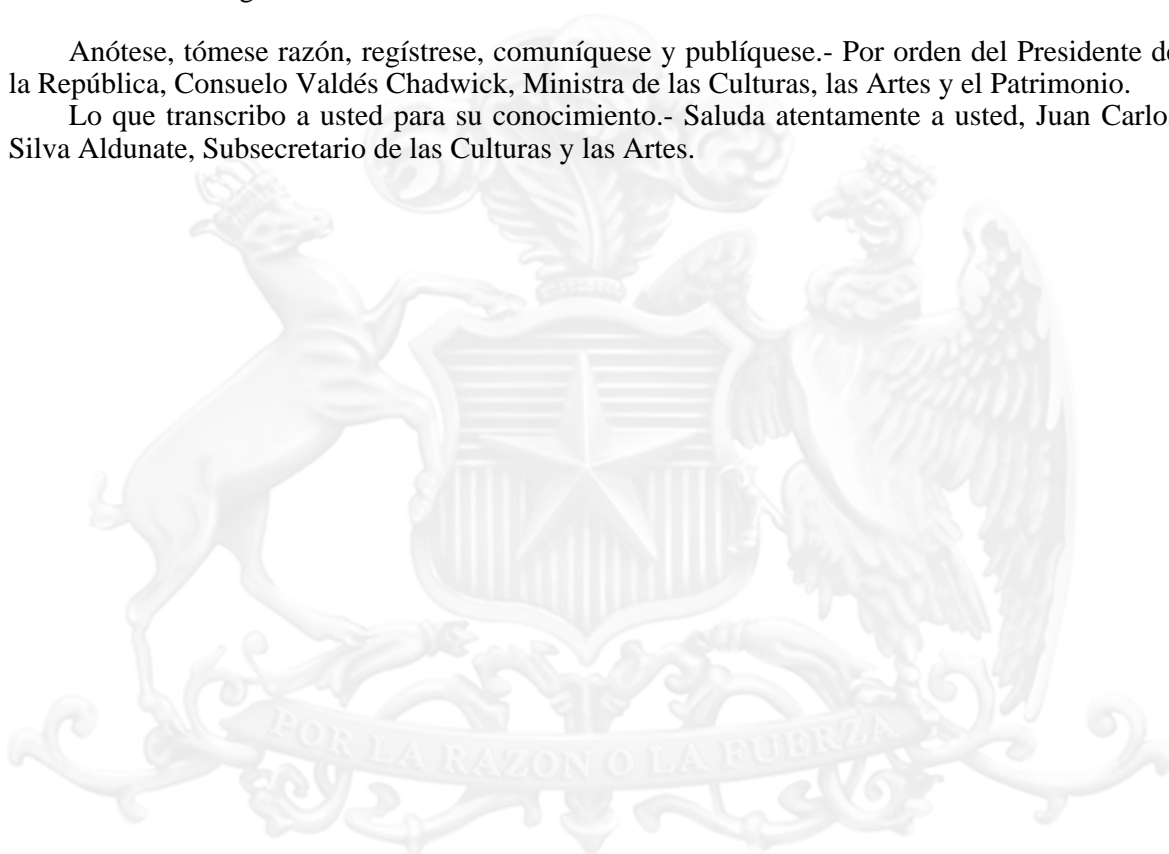 Anótese, tómese razón, regístrese, comuníquese y publíquese.- Por orden del Presidente de
la República, Consuelo Valdés Chadwick, Ministra de las Culturas, las Artes y el Patrimonio.
Lo que transcribo a usted para su conocimiento.- Saluda atentamente a usted, Juan Carlos
Silva Aldunate, Subsecretario de las Culturas y las Artes.
POR LA RAZON O LA FUERZA